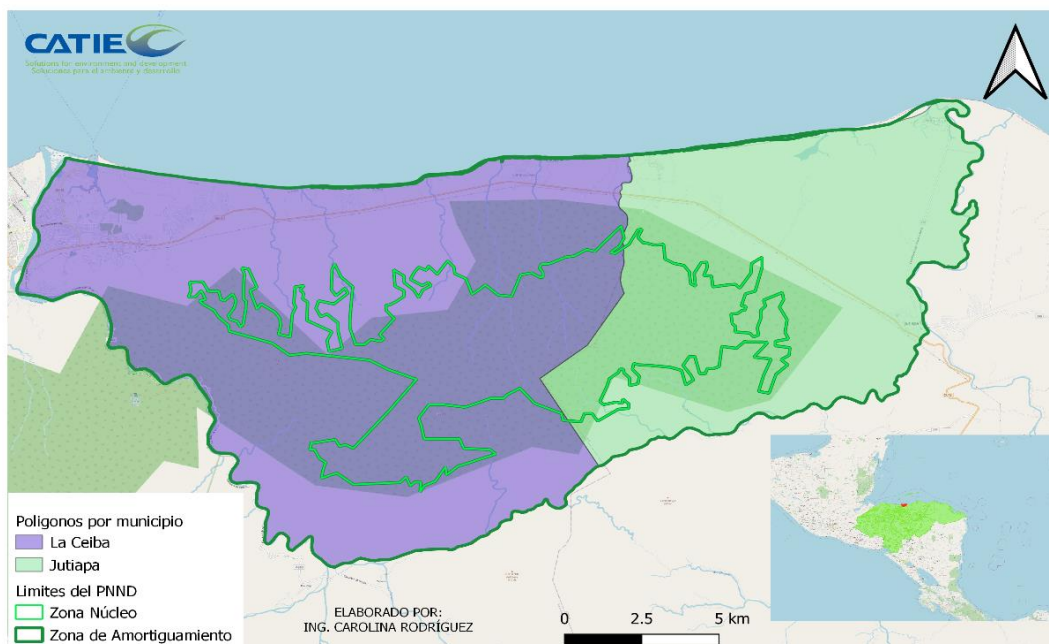 CATIE
Solutions for environment and development
Soluciones para el ambiente y desarrollo
Poligonos por municipio
La Ceiba
Jutiapa
Limites del PNND
Zona Núcleo
Zona de Amortiguamiento
ELABORADO POR:
ING. CAROLINA RODRÍGUEZ
0 2.5 5 km